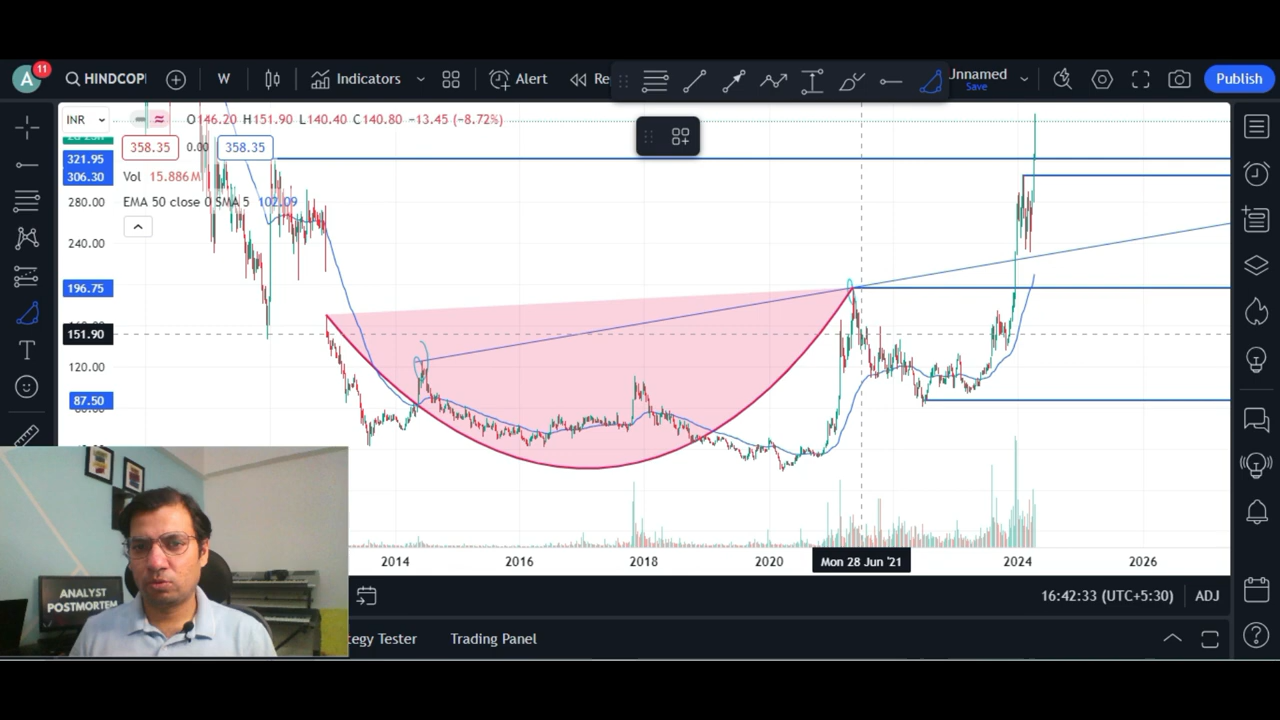 A 11 HINDCOP W Indicators Alert Re Unnamed Save Publish
INR O146.20 H151.90 L140.40 C140.80 −13.45 (−8.72%)
358.35 0.00 358.35
321.95
306.30
Vol 15.886M
EMA 50 close 0 SMA 5 102.09
280.00
240.00
196.75
151.90
120.00
87.50
2014 2016 2018 2020 Mon 28 Jun '21 2024 2026
16:42:33 (UTC+5:30) ADJ
tegy Tester Trading Panel
ANALYST
POSTMORTEM